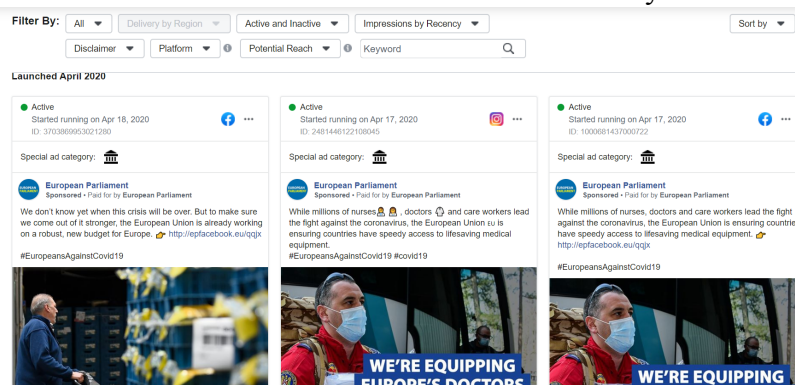 Filter By: All Delivery by Region Active and Inactive Impressions by Recency Sort by
Disclaimer Platform Potential Reach Keyword
Launched April 2020
Active
Started running on Apr 18, 2020
ID: 3703869953021280
Special ad category:
European Parliament
Sponsored • Paid for by European Parliament
We don't know yet when this crisis will be over. But to make sure
we come out of it stronger, the European Union is already working
on a robust, new budget for Europe. 👉 http://epfacebook.eu/qqjx
#EuropeansAgainstCovid19
Active
Started running on Apr 17, 2020
ID: 2481446122108045
Special ad category:
European Parliament
Sponsored • Paid for by European Parliament
While millions of nurses, doctors and care workers lead
the fight against the coronavirus, the European Union EU is
ensuring countries have speedy access to lifesaving medical
equipment.
#EuropeansAgainstCovid19 #covid19
WE'RE EQUIPPING
EUROPE'S DOCTORS
Active
Started running on Apr 17, 2020
ID: 1000681437000722
Special ad category:
European Parliament
Sponsored • Paid for by European Parliament
While millions of nurses, doctors and care workers lead the fight
against the coronavirus, the European Union is ensuring countrie
have speedy access to lifesaving medical equipment. 👉
http://epfacebook.eu/qqjx
#EuropeansAgainstCovid19
WE'RE EQUIPPING